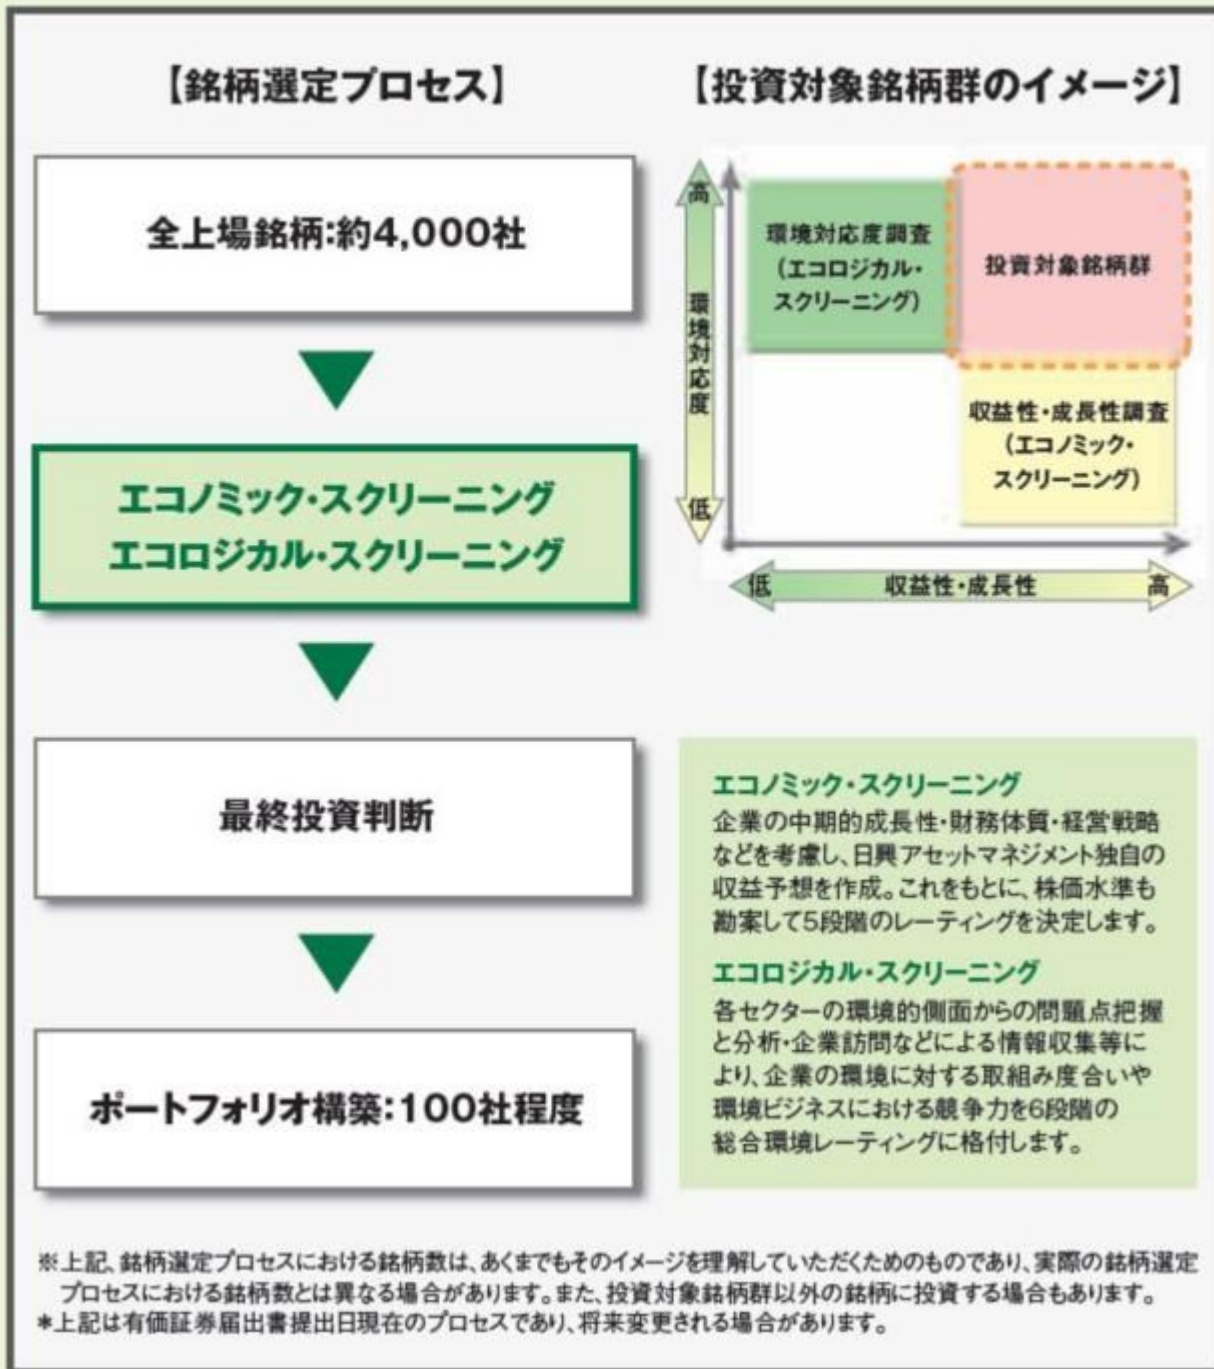 【銘柄選定プロセス】
全上場銘柄:約4,000社
エコノミック・スクリーニング
エコロジカル・スクリーニング
最終投資判断
ポートフォリオ構築:100社程度
【投資対象銘柄群のイメージ】
高
環境対応度
低
環境対応度調査
(エコロジカル・
スクリーニング)
投資対象銘柄群
収益性・成長性調査
(エコノミック・
スクリーニング)
低
収益性・成長性
高
エコノミック・スクリーニング
企業の中期的成長性・財務体質・経営戦略
などを考慮し、日興アセットマネジメント独自の
収益予想を作成。これをもとに、株価水準も
勘案して5段階のレーティングを決定します。
エコロジカル・スクリーニング
各セクターの環境的側面からの問題点把握
と分析・企業訪問などによる情報収集等に
より、企業の環境に対する取組み度合いや
環境ビジネスにおける競争力を6段階の
総合環境レーティングに格付します。
※上記、銘柄選定プロセスにおける銘柄数は、あくまでもそのイメージを理解していただくためのものであり、実際の銘柄選定
プロセスにおける銘柄数とは異なる場合があります。また、投資対象銘柄群以外の銘柄に投資する場合もあります。
*上記は有価証券届出書提出日現在のプロセスであり、将来変更される場合があります。